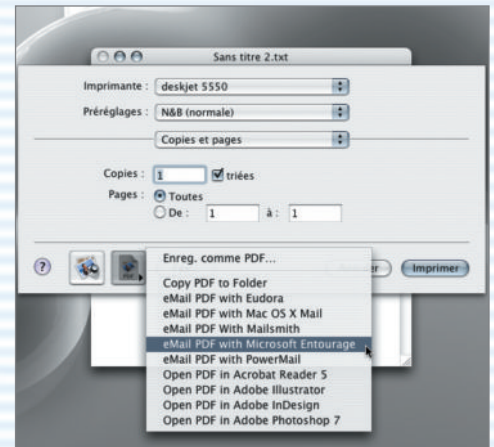 Sans titre 2.txt
Imprimante : deskjet 5550
Préréglages : N&B (normale)
Copies et pages
Copies : 1 triées
Pages : Toutes
De : 1 à : 1
?
Imprimer
Enreg. comme PDF...
Copy PDF to Folder
eMail PDF with Eudora
eMail PDF with Mac OS X Mail
eMail PDF With Mailsmith
eMail PDF with Microsoft Entourage
eMail PDF with PowerMail
Open PDF in Acrobat Reader 5
Open PDF in Adobe Illustrator
Open PDF in Adobe InDesign
Open PDF in Adobe Photoshop 7